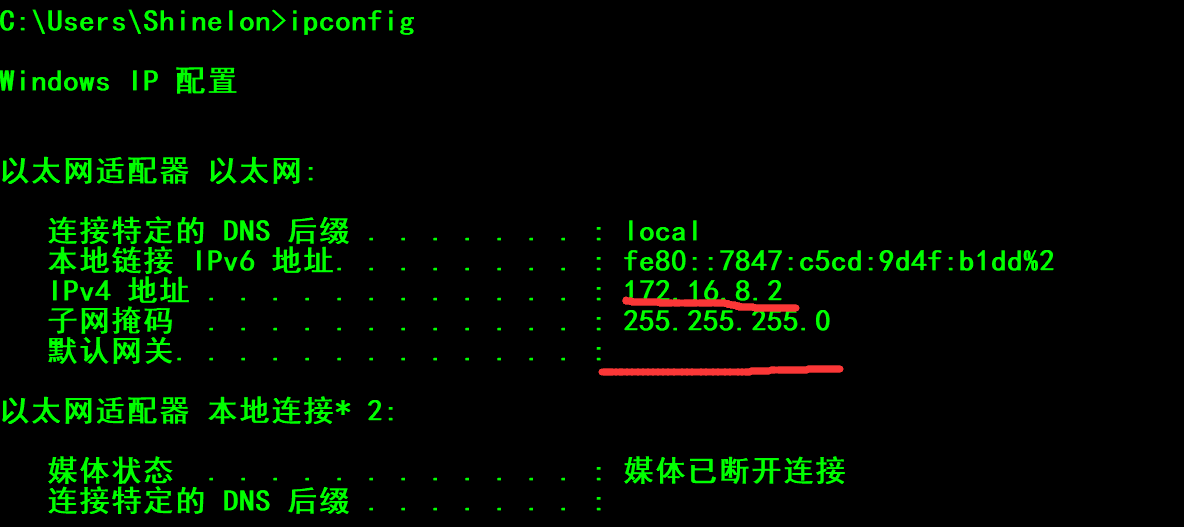 C:\Users\Shinelon>ipconfig
Windows IP 配置
以太网适配器 以太网:
连接特定的 DNS 后缀 . . . . . . . : local
本地链接 IPv6 地址. . . . . . . . : fe80::7847:c5cd:9d4f:b1dd%2
IPv4 地址 . . . . . . . . . . . . : 172.16.8.2
子网掩码  . . . . . . . . . . . . : 255.255.255.0
默认网关. . . . . . . . . . . . . :
以太网适配器 本地连接* 2:
媒体状态  . . . . . . . . . . . . : 媒体已断开连接
连接特定的 DNS 后缀 . . . . . . . :